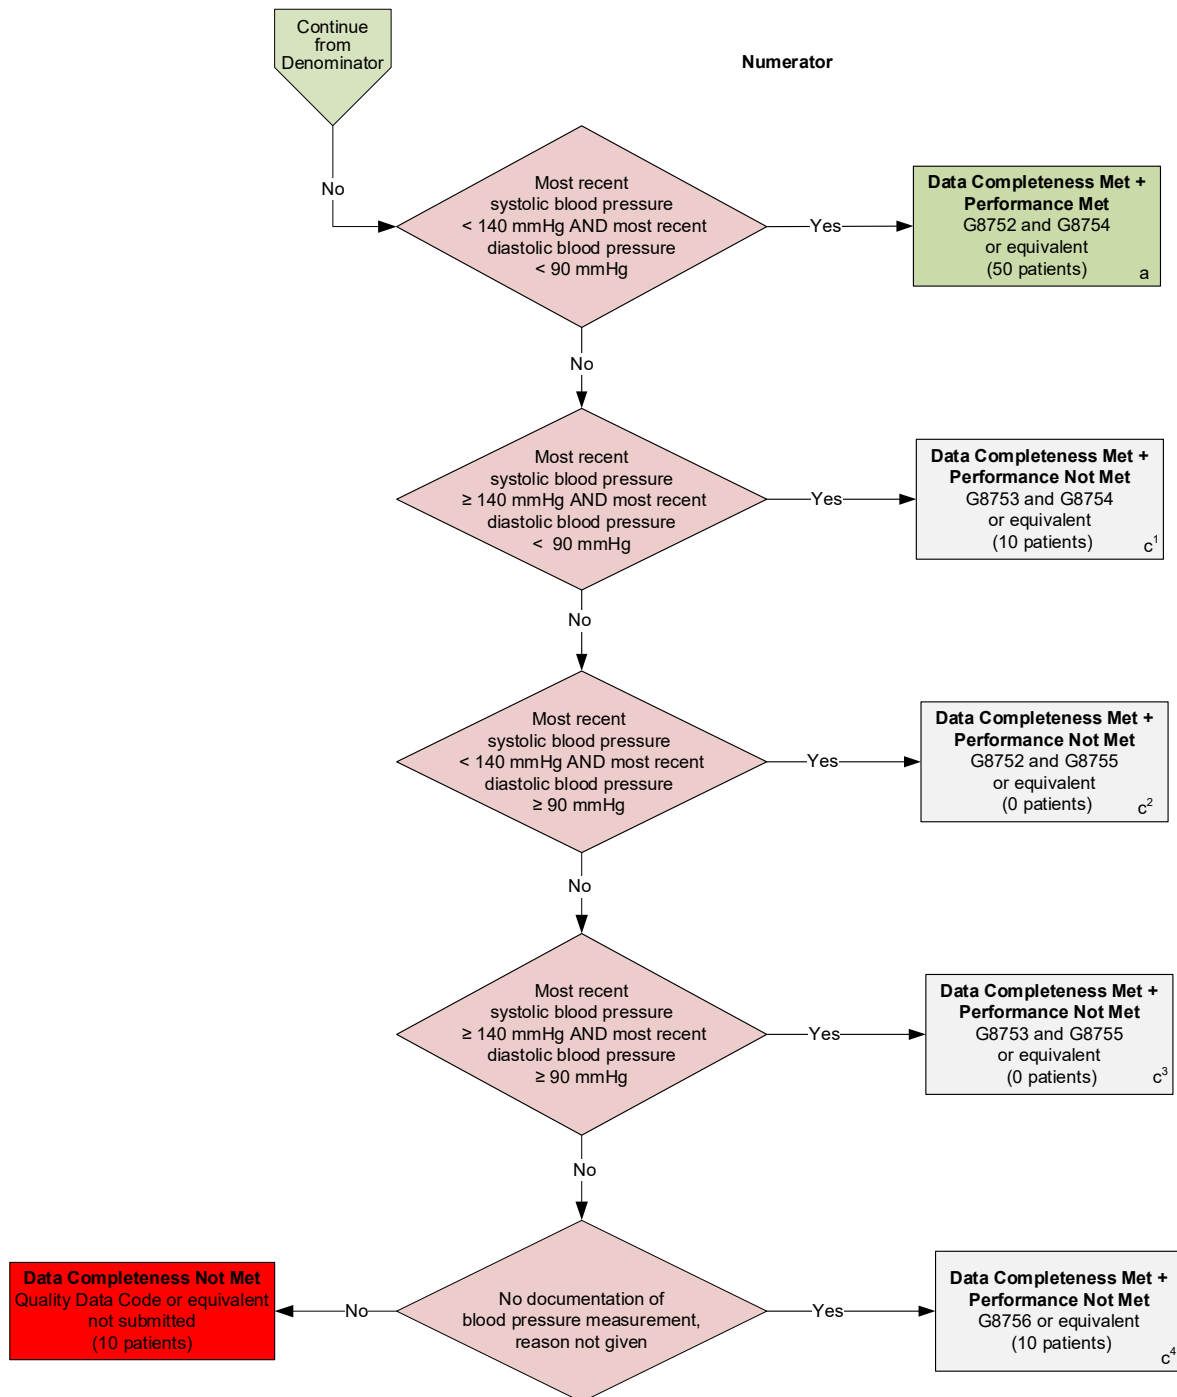 Continue
from
Denominator
Numerator
No
Most recent
systolic blood pressure
< 140 mmHg AND most recent
diastolic blood pressure
< 90 mmHg
Yes
Data Completeness Met +
Performance Met
G8752 and G8754
or equivalent
(50 patients)
a
No
Most recent
systolic blood pressure
≥ 140 mmHg AND most recent
diastolic blood pressure
< 90 mmHg
Yes
Data Completeness Met +
Performance Not Met
G8753 and G8754
or equivalent
(10 patients)
c¹
No
Most recent
systolic blood pressure
< 140 mmHg AND most recent
diastolic blood pressure
≥ 90 mmHg
Yes
Data Completeness Met +
Performance Not Met
G8752 and G8755
or equivalent
(0 patients)
c²
No
Most recent
systolic blood pressure
≥ 140 mmHg AND most recent
diastolic blood pressure
≥ 90 mmHg
Yes
Data Completeness Met +
Performance Not Met
G8753 and G8755
or equivalent
(0 patients)
c³
No
Data Completeness Not Met
Quality Data Code or equivalent
not submitted
(10 patients)
No
No documentation of
blood pressure measurement,
reason not given
Yes
Data Completeness Met +
Performance Not Met
G8756 or equivalent
(10 patients)
c⁴